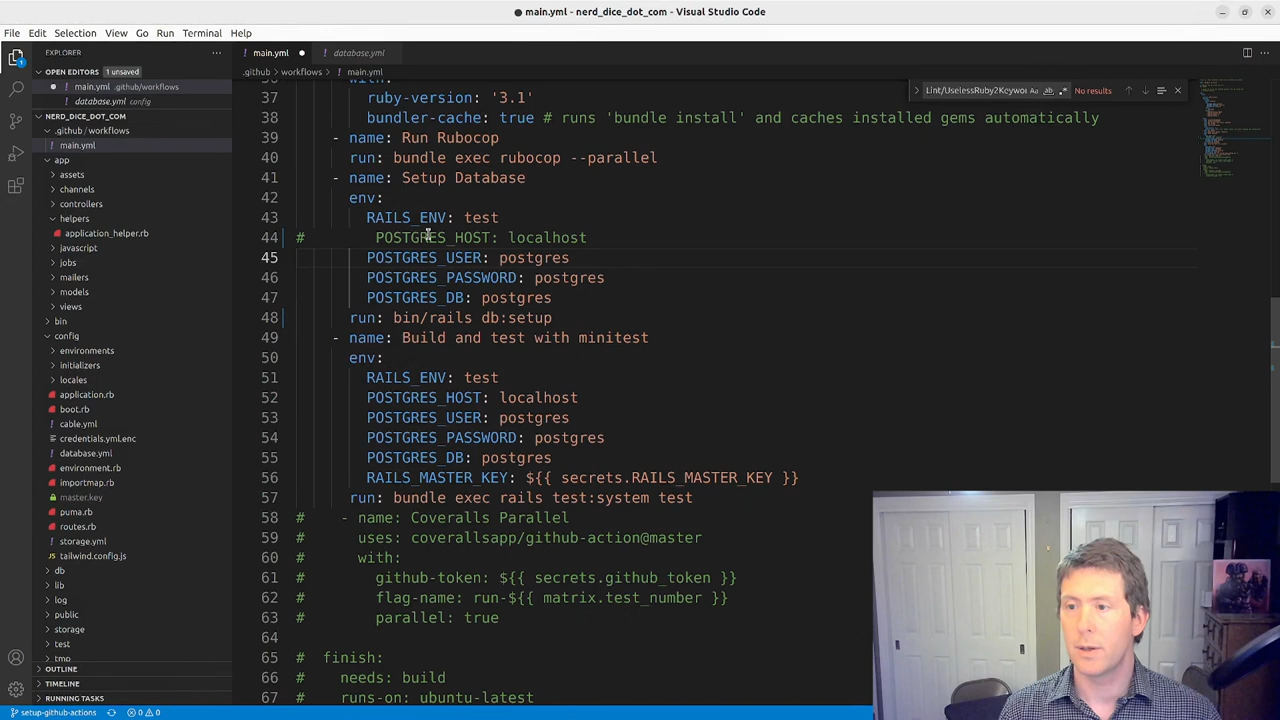 ● main.yml - nerd_dice_dot_com - Visual Studio Code
File Edit Selection View Go Run Terminal Help
EXPLORER ···
main.yml ●
database.yml
OPEN EDITORS 1 unsaved
● main.yml .github/workflows
database.yml config
NERD_DICE_DOT_COM
.github / workflows
main.yml
app
assets
channels
controllers
helpers
application_helper.rb
javascript
jobs
mailers
models
views
bin
config
environments
initializers
locales
application.rb
boot.rb
cable.yml
credentials.yml.enc
database.yml
environment.rb
importmap.rb
master.key
puma.rb
routes.rb
storage.yml
tailwind.config.js
db
lib
log
public
storage
test
tmp
OUTLINE
TIMELINE
RUNNING TASKS
.github > workflows > main.yml
Lint/UselessRuby2Keywor Aa ab .* No results
36 with:
37 ruby-version: '3.1'
38 bundler-cache: true # runs 'bundle install' and caches installed gems automatically
39 - name: Run Rubocop
40 run: bundle exec rubocop --parallel
41 - name: Setup Database
42 env:
43 RAILS_ENV: test
44 # POSTGRES_HOST: localhost
45 POSTGRES_USER: postgres
46 POSTGRES_PASSWORD: postgres
47 POSTGRES_DB: postgres
48 run: bin/rails db:setup
49 - name: Build and test with minitest
50 env:
51 RAILS_ENV: test
52 POSTGRES_HOST: localhost
53 POSTGRES_USER: postgres
54 POSTGRES_PASSWORD: postgres
55 POSTGRES_DB: postgres
56 RAILS_MASTER_KEY: ${{ secrets.RAILS_MASTER_KEY }}
57 run: bundle exec rails test:system test
58 # - name: Coveralls Parallel
59 # uses: coverallsapp/github-action@master
60 # with:
61 # github-token: ${{ secrets.github_token }}
62 # flag-name: run-${{ matrix.test_number }}
63 # parallel: true
64
65 # finish:
66 # needs: build
67 # runs-on: ubuntu-latest
setup-github-actions 0 0